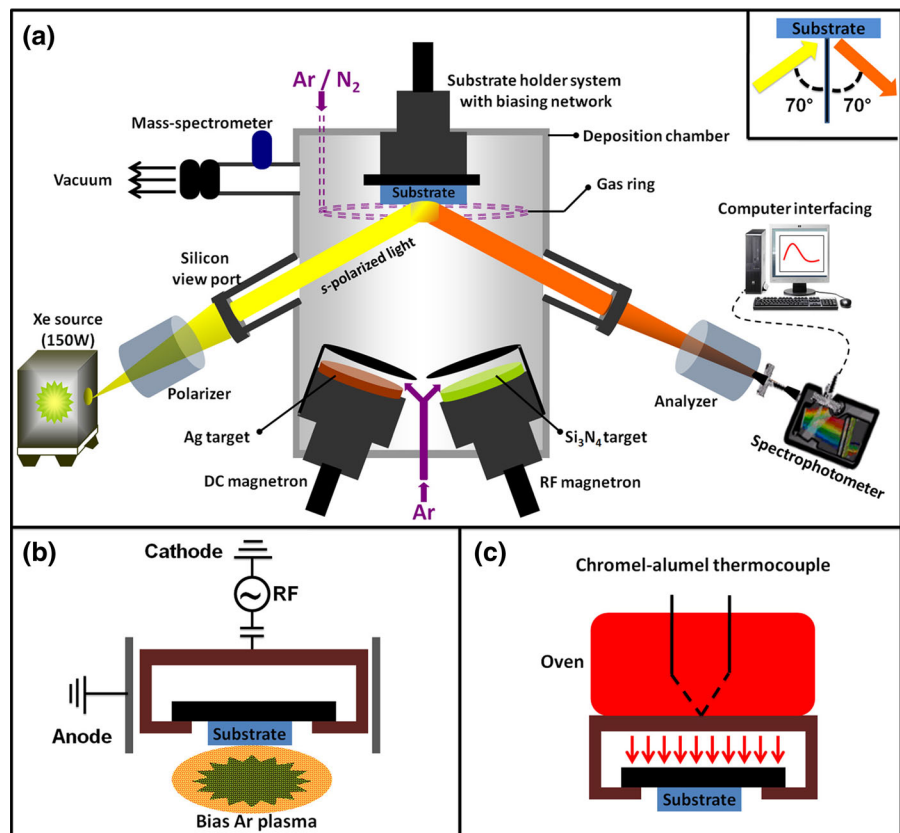 (a)
Ar / N₂
Substrate holder system
with biasing network
Substrate
70°
70°
Mass-spectrometer
Deposition chamber
Vacuum
Substrate
Gas ring
Computer interfacing
Silicon
view port
s-polarized light
Xe source
(150W)
Polarizer
Analyzer
Ag target
Si₃N₄ target
Spectrophotometer
DC magnetron
RF magnetron
Ar
(b)
Cathode
RF
Anode
Substrate
Bias Ar plasma
(c)
Chromel-alumel thermocouple
Oven
Substrate